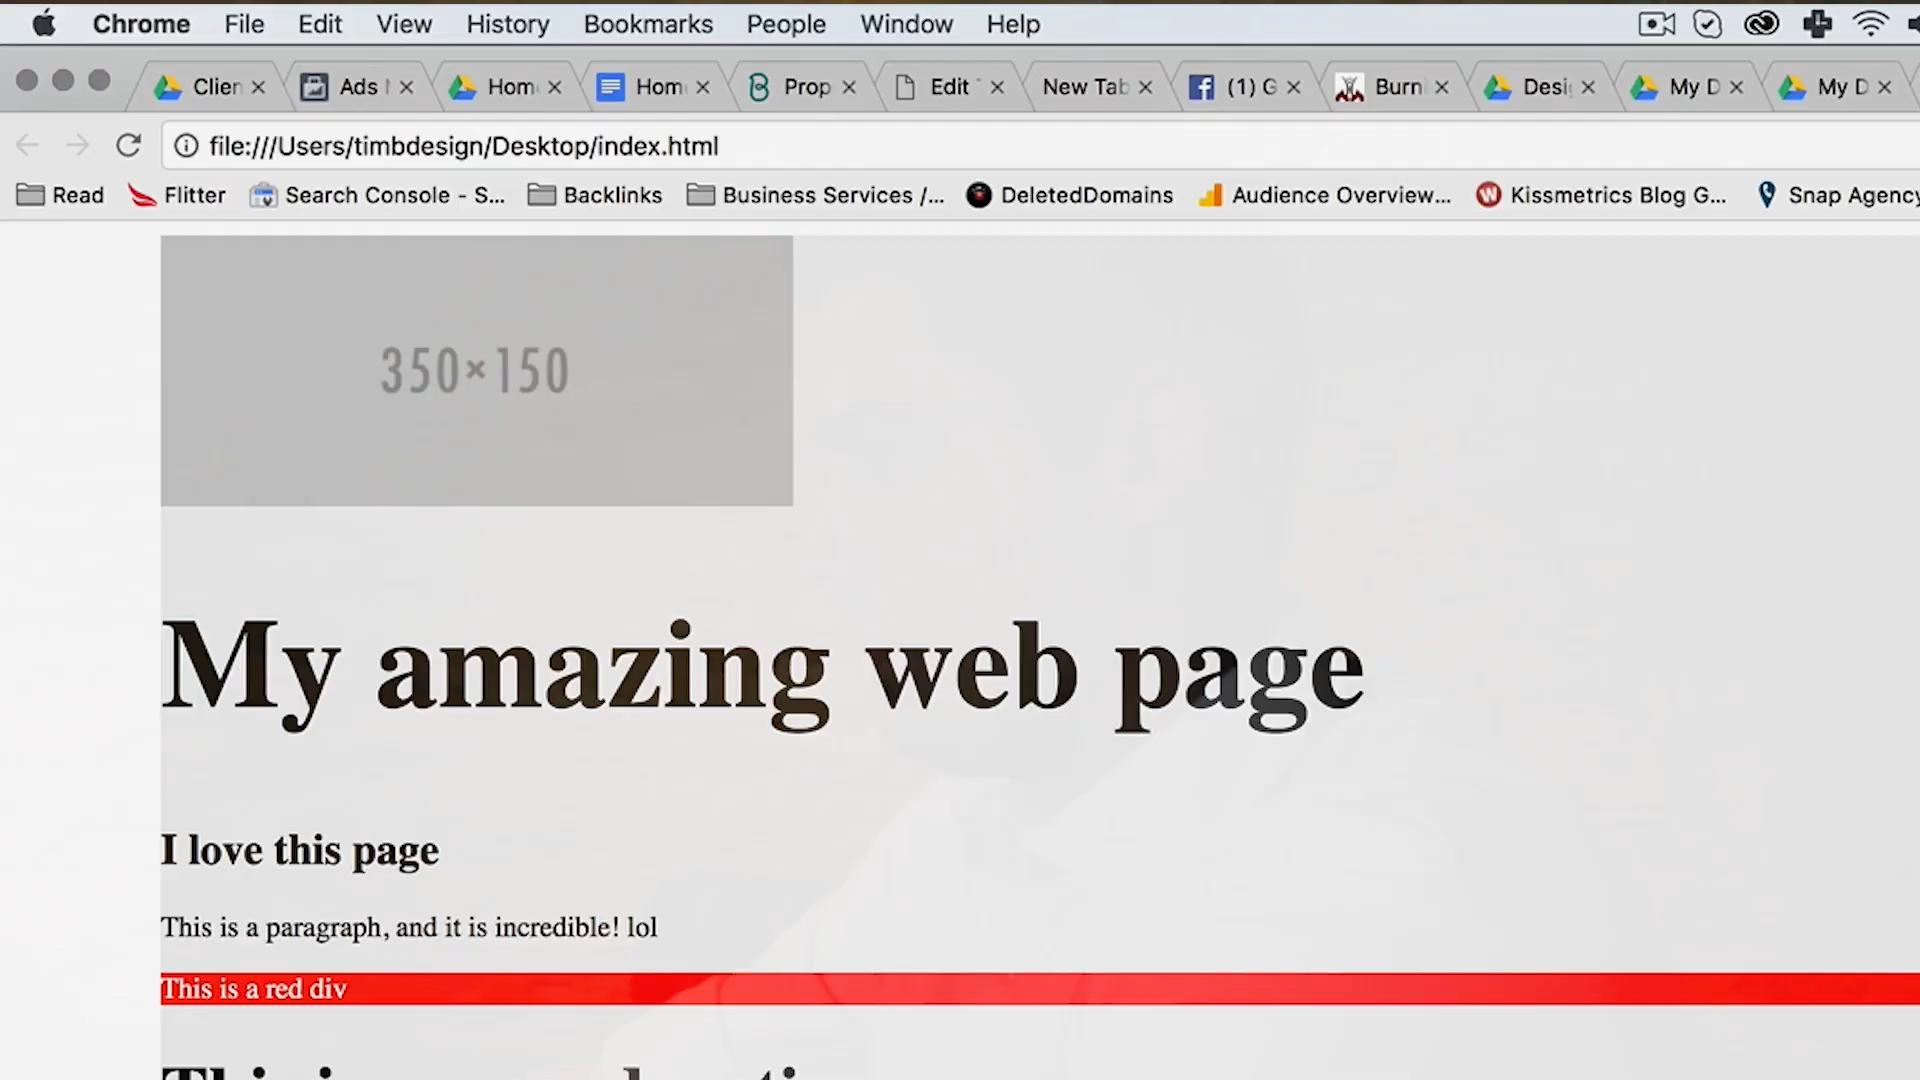 Chrome File Edit View History Bookmarks People Window Help
Clien Ads Hom Hom Prop Edit New Tab (1) G Burn Desi My D My D
file:///Users/timbdesign/Desktop/index.html
Read Flitter Search Console - S... Backlinks Business Services /... DeletedDomains Audience Overview... Kissmetrics Blog G... Snap Agency
350×150
My amazing web page
I love this page
This is a paragraph, and it is incredible! lol
This is a red div